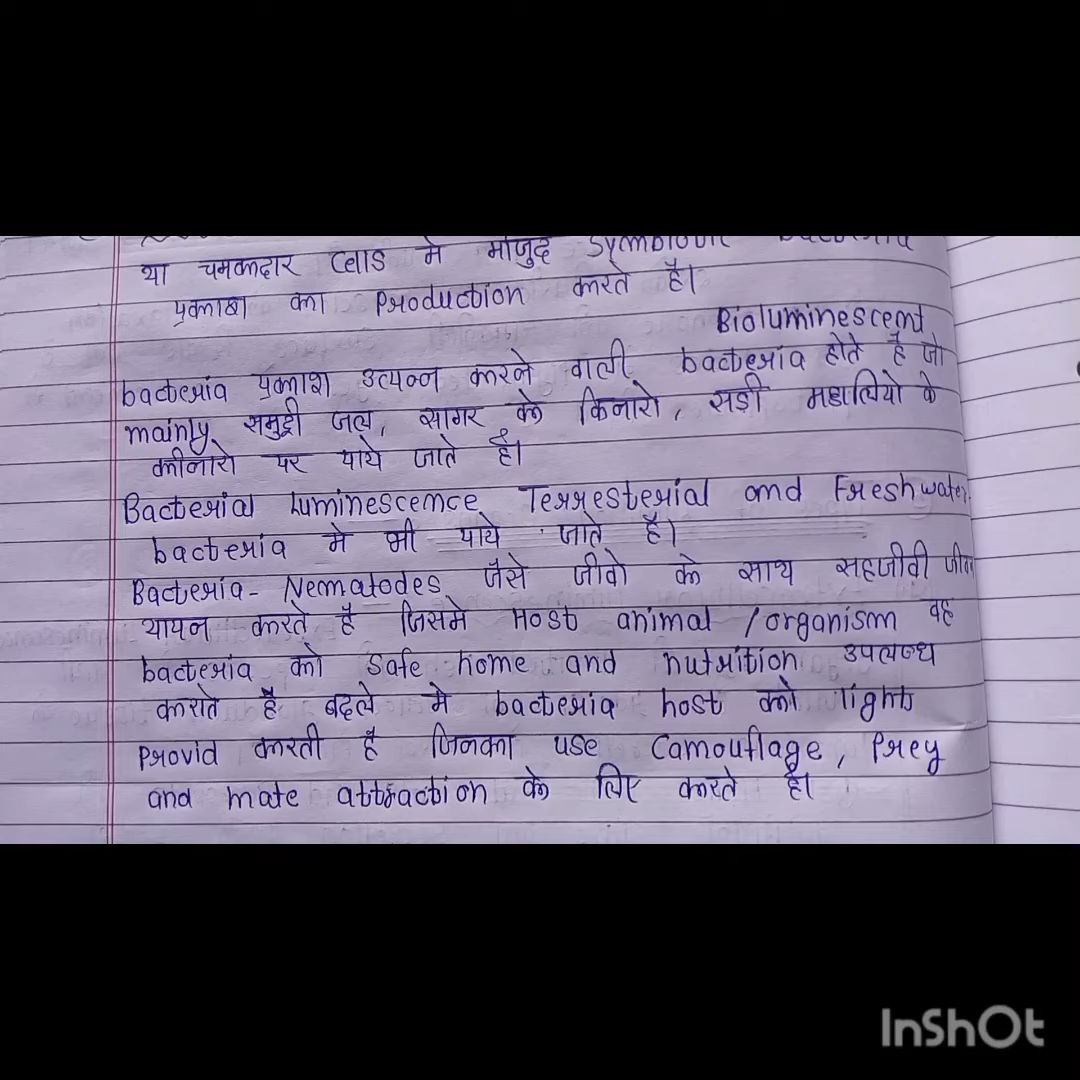 या चमकदार cells मे मौजुद symbiotic bacteria
प्रकाश का Production करते है।
Bioluminescent
bacteria प्रकाश उत्पन्न करने वाली bacteria होते है जो
mainly समुद्री जल, सागर के किनारो, सड़ी मछलियो के
कीनारो पर पाये जाते है।
Bacterial Luminescence Terresterial and Freshwater
bacteria मे भी पाये जाते है।
Bacteria - Nematodes जैसे जीवो के साथ सहजीवी जीवन
यापन करते है जिसमे Host animal / organism वह
bacteria को safe home and nutrition उपलब्ध
कराते है बदले मे bacteria host को light
Provid करती है जिनका use Camouflage, Prey
and mate attraction के लिए करते है।
InShOt